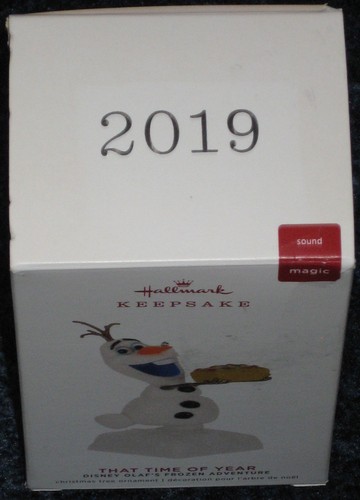 2019
sound
magic
Hallmark
KEEPSAKE
THAT TIME OF YEAR
DISNEY OLAF'S FROZEN ADVENTURE
christmas tree ornament | décoration pour l'arbre de noël